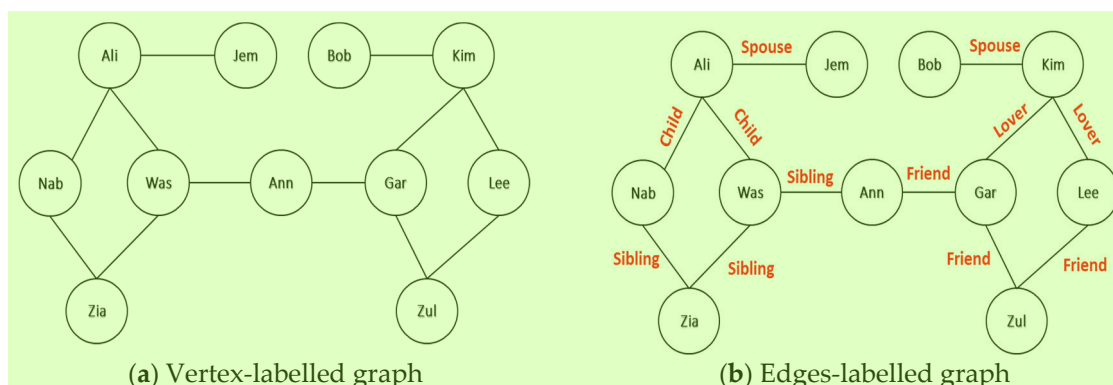 Ali
Jem
Bob
Kim
Nab
Was
Ann
Gar
Lee
Zia
Zul
(a) Vertex-labelled graph
Ali
Spouse
Jem
Bob
Spouse
Kim
Child
Child
Lover
Lover
Nab
Was
Sibling
Ann
Friend
Gar
Lee
Sibling
Sibling
Friend
Friend
Zia
Zul
(b) Edges-labelled graph